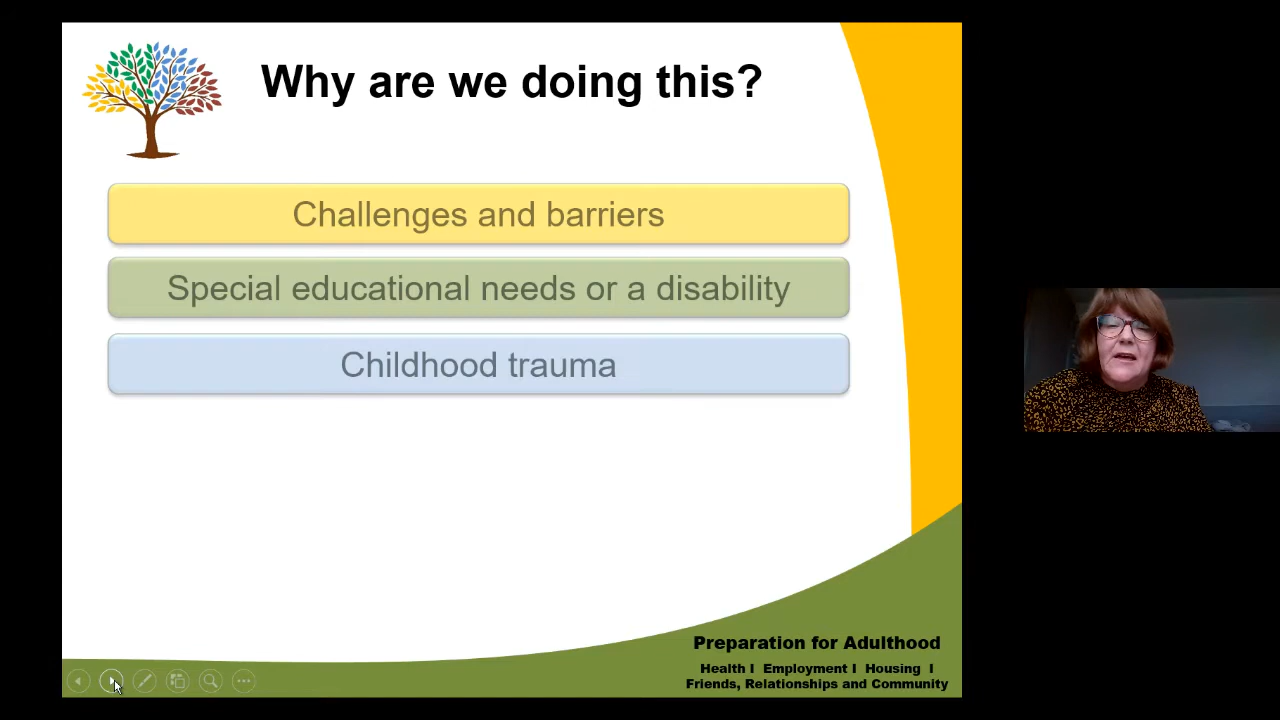 Why are we doing this?
Challenges and barriers
Special educational needs or a disability
Childhood trauma
Preparation for Adulthood
Health I Employment I Housing I
Friends, Relationships and Community